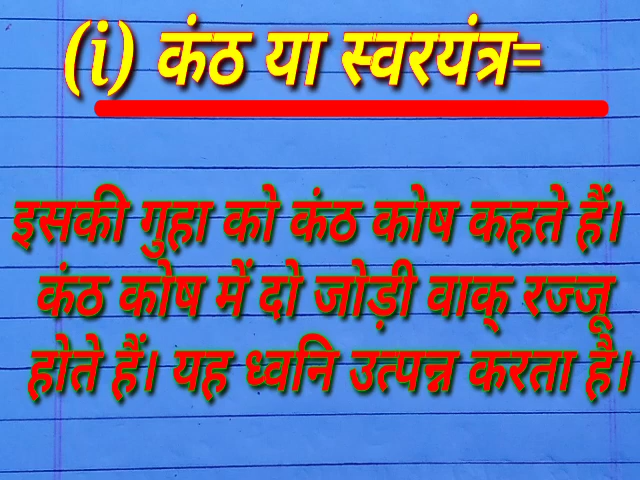 (i) कंठ या स्वरयंत्र=
इसकी गुहा को कंठ कोष कहते हैं।
कंठ कोष में दो जोड़ी वाक् रज्जू
होते हैं। यह ध्वनि उत्पन्न करता है।